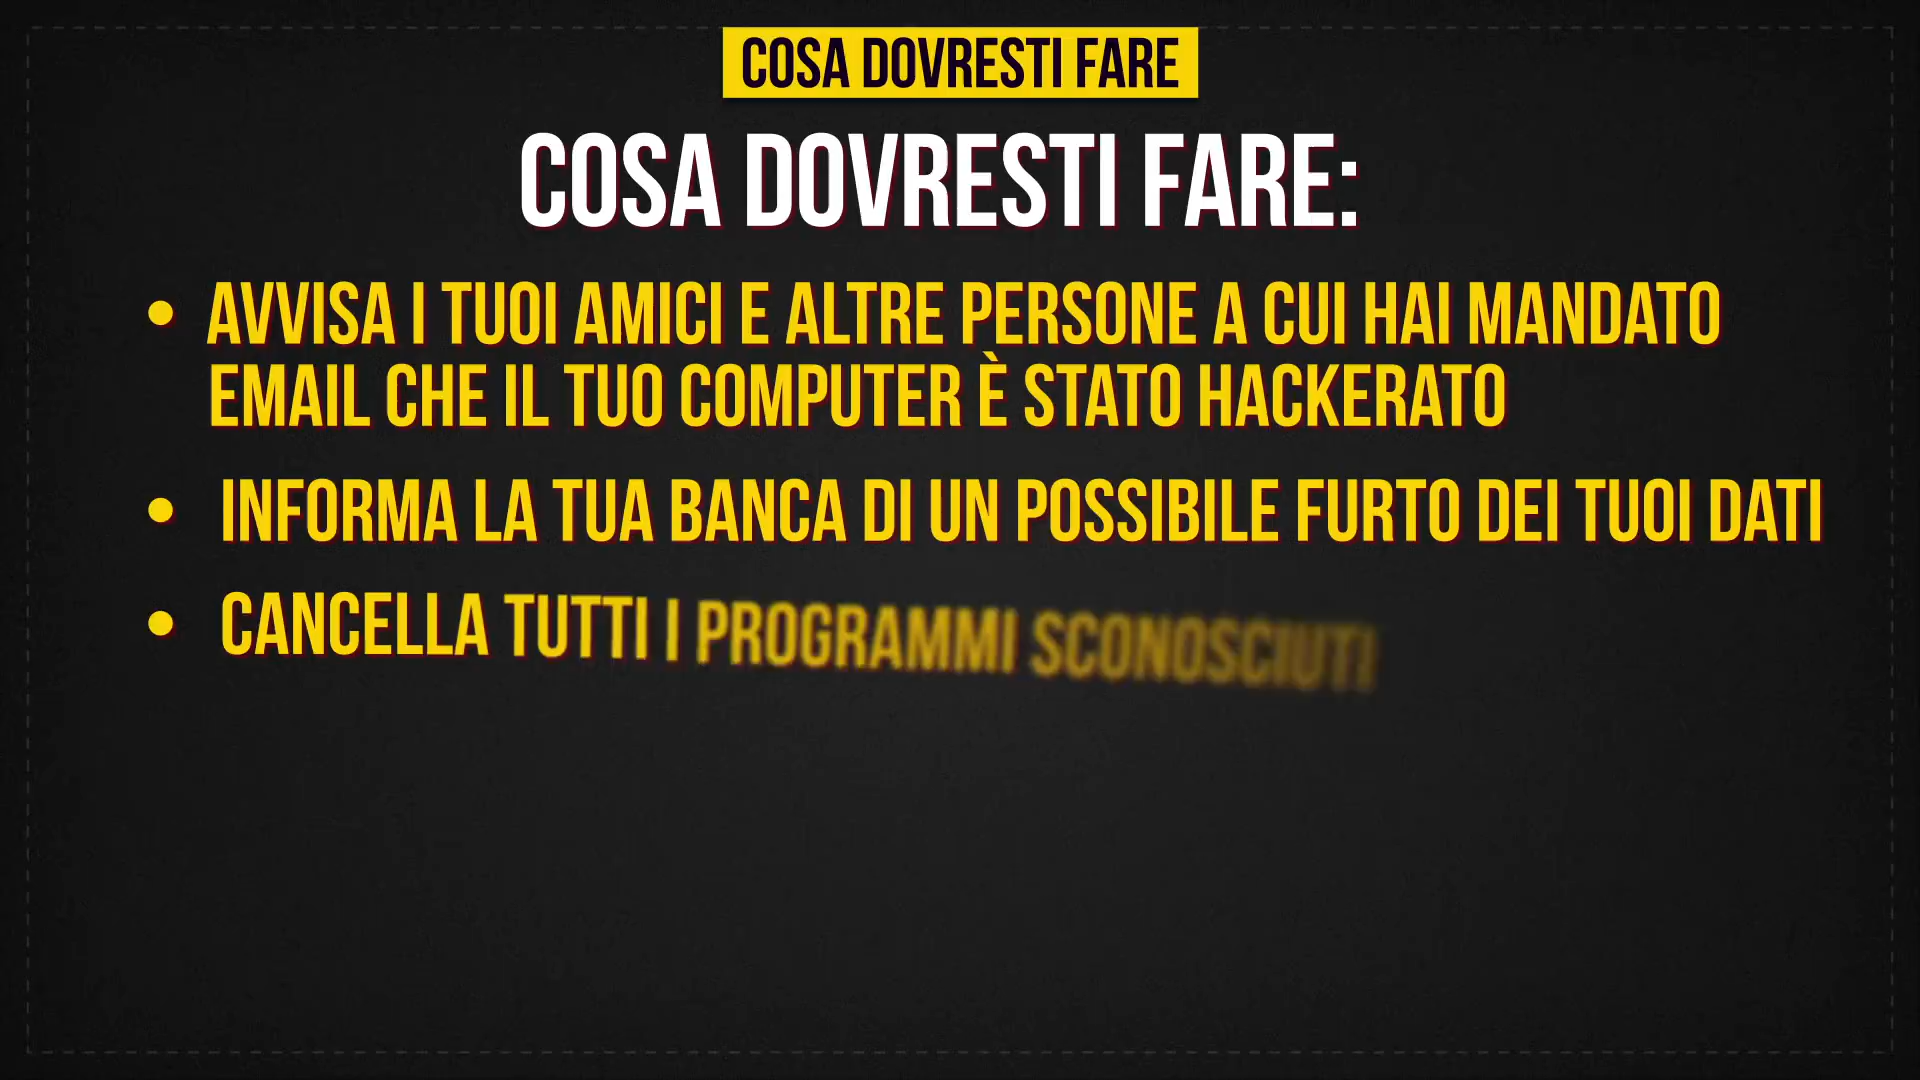 COSA DOVRESTI FARE
COSA DOVRESTI FARE:
• AVVISA I TUOI AMICI E ALTRE PERSONE A CUI HAI MANDATO
EMAIL CHE IL TUO COMPUTER È STATO HACKERATO
• INFORMA LA TUA BANCA DI UN POSSIBILE FURTO DEI TUOI DATI
• CANCELLA TUTTI I PROGRAMMI SCONOSCIUTI